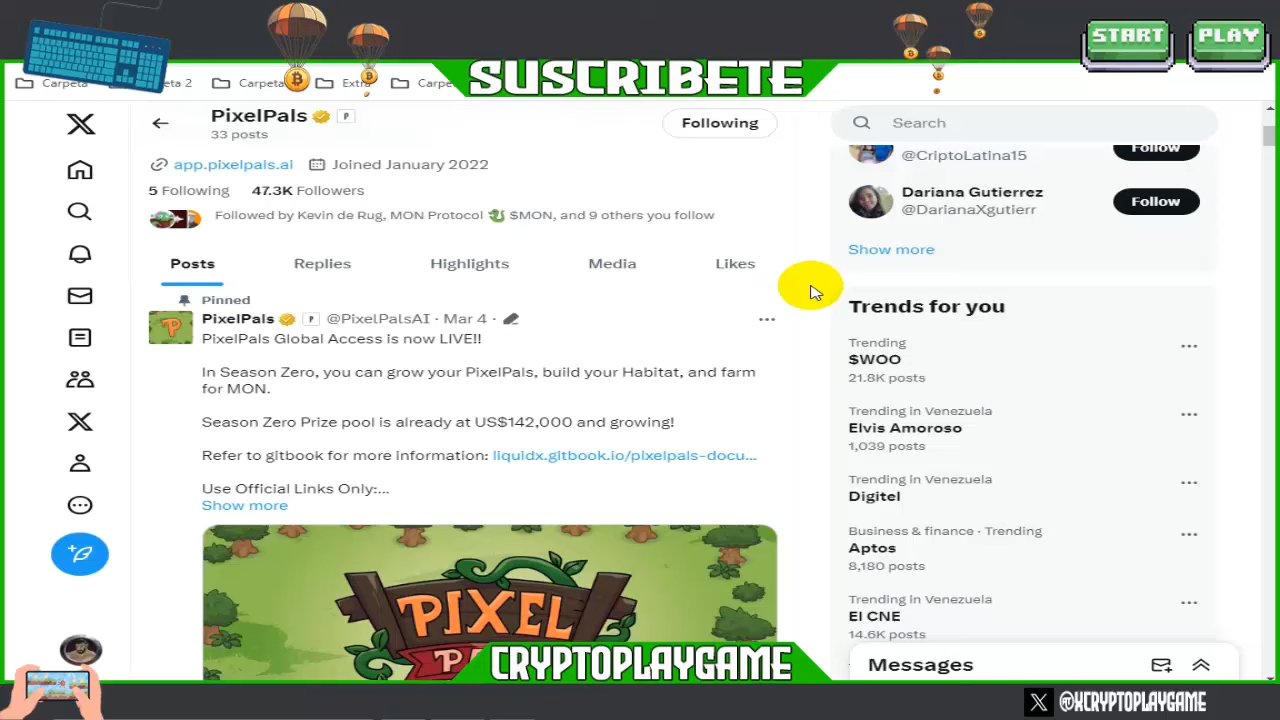 START
PLAY
SUSCRIBETE
Carpeta
eta 2
Carpeta
Extra
Carpe
PixelPals
33 posts
Following
Search
app.pixelpals.ai
Joined January 2022
5 Following
47.3K Followers
Followed by Kevin de Rug, MON Protocol $MON, and 9 others you follow
Posts
Replies
Highlights
Media
Likes
Pinned
PixelPals @PixelPalsAI · Mar 4 ·
PixelPals Global Access is now LIVE!!
In Season Zero, you can grow your PixelPals, build your Habitat, and farm
for MON.
Season Zero Prize pool is already at US$142,000 and growing!
Refer to gitbook for more information: liquidx.gitbook.io/pixelpals-docu...
Use Official Links Only:...
Show more
PIXEL
@CriptoLatina15
Follow
Dariana Gutierrez
@DarianaXgutierr
Follow
Show more
Trends for you
Trending
$WOO
21.8K posts
Trending in Venezuela
Elvis Amoroso
1,039 posts
Trending in Venezuela
Digitel
Business & finance · Trending
Aptos
8,180 posts
Trending in Venezuela
El CNE
14.6K posts
Messages
CRYPTOPLAYGAME
@XCRYPTOPLAYGAME